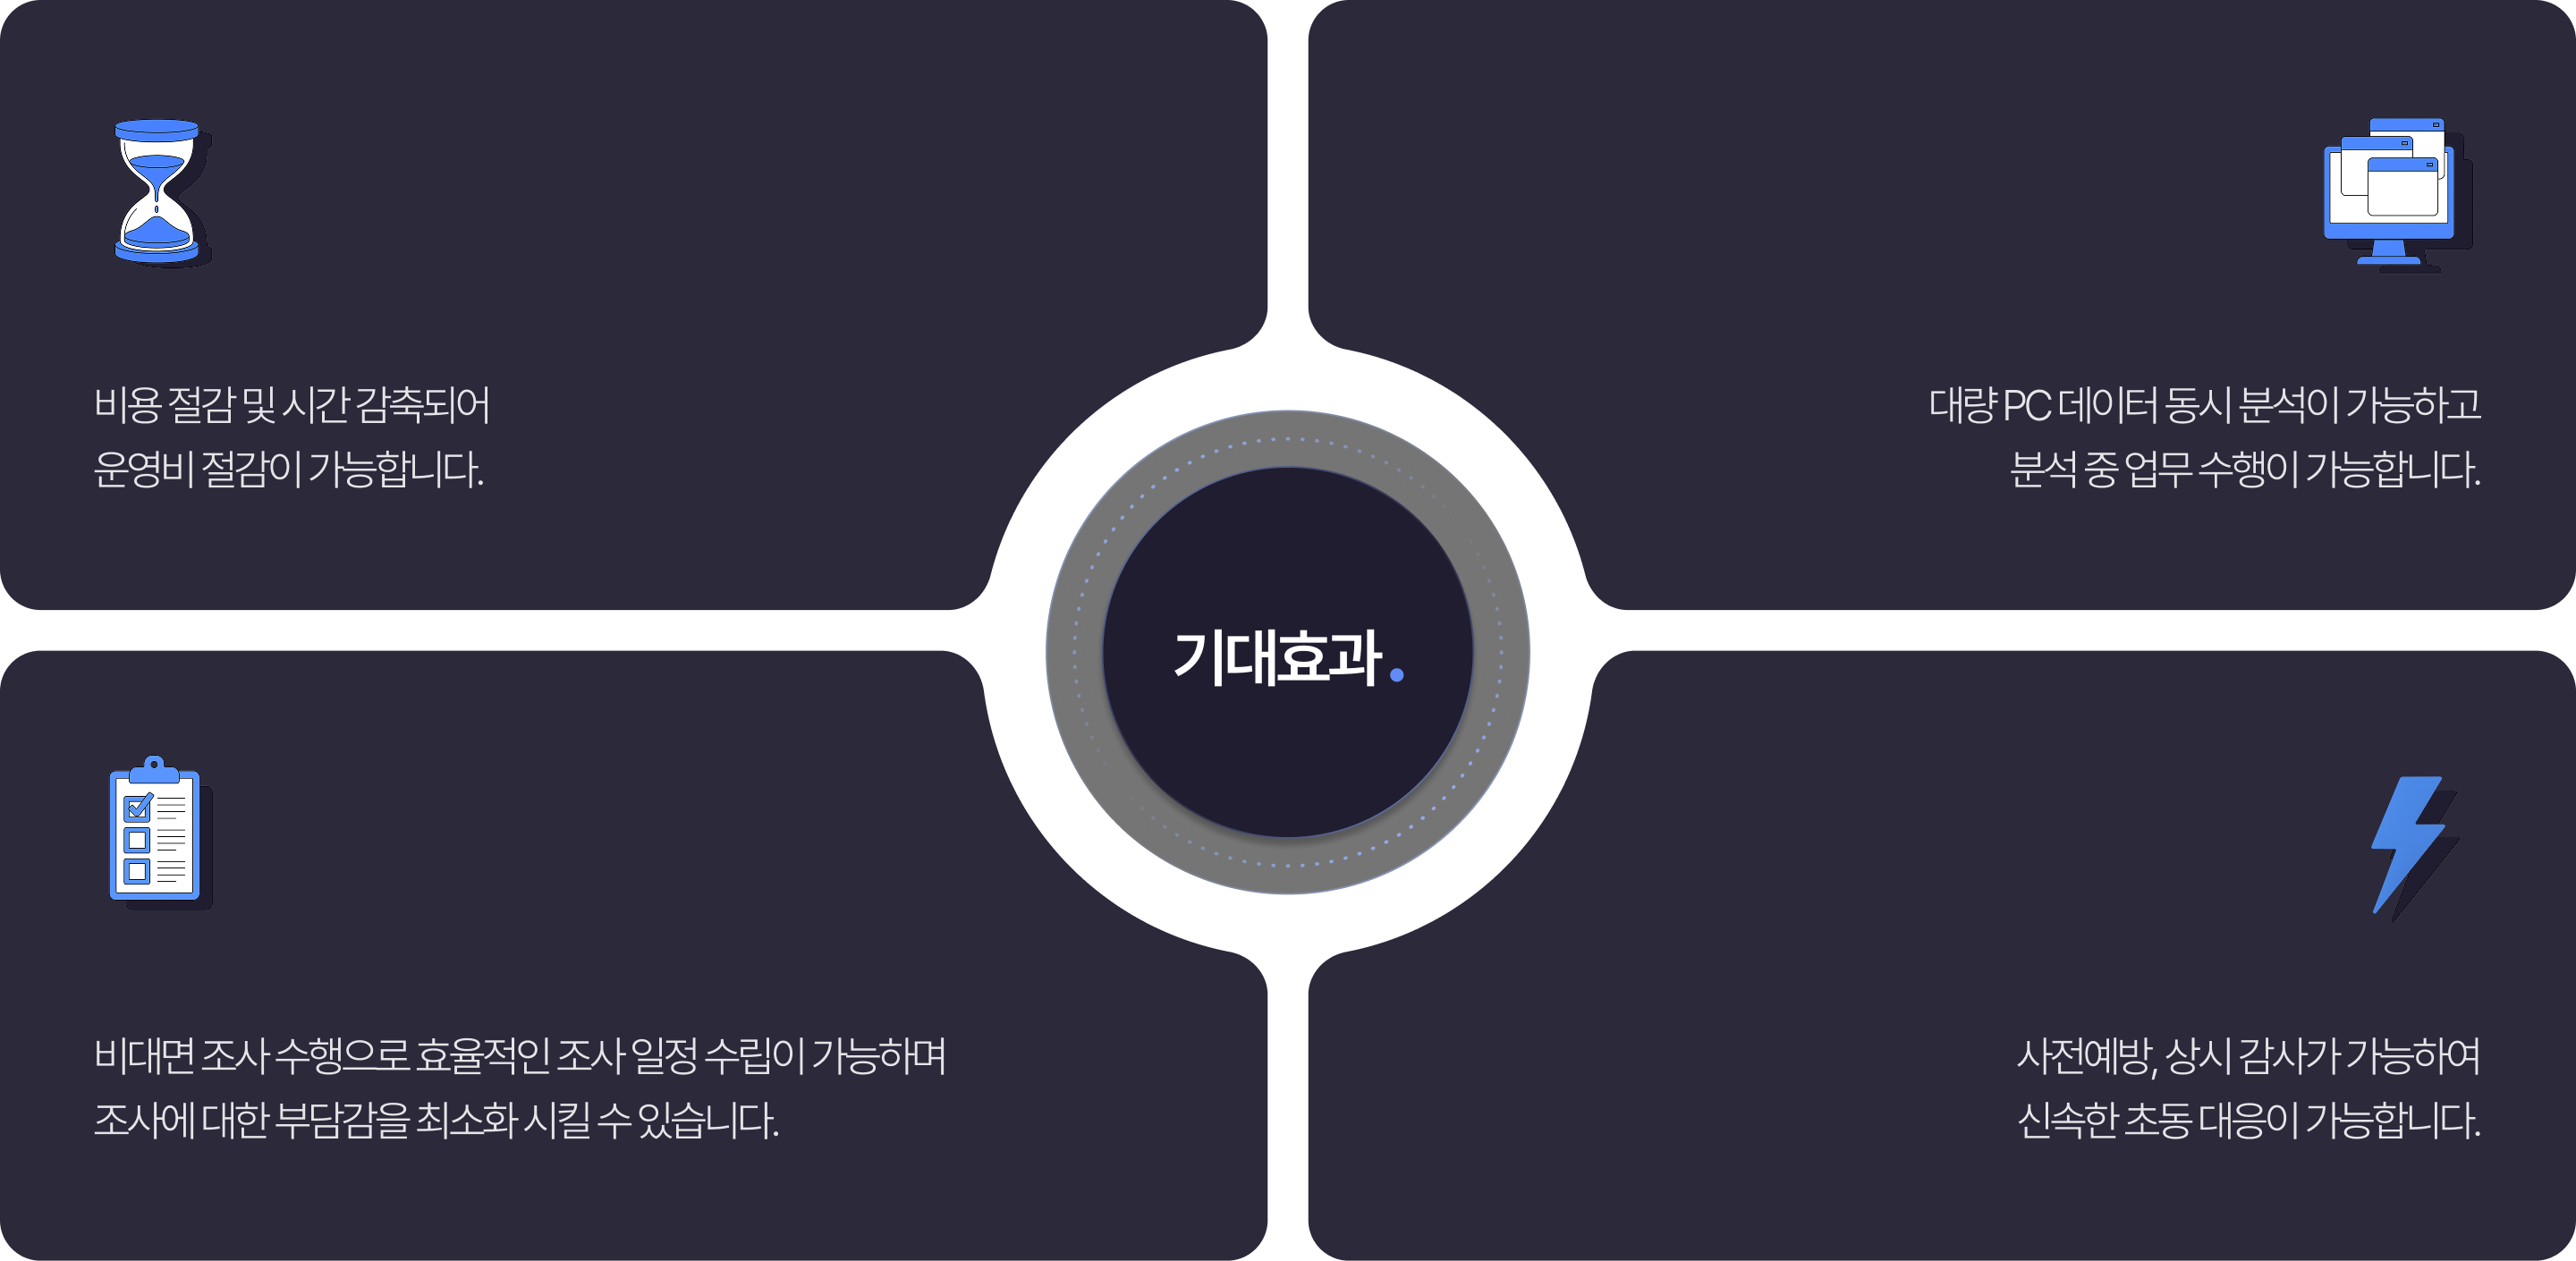 비용 절감 및 시간 감축되어
운영비 절감이 가능합니다.
대량 PC 데이터 동시 분석이 가능하고
분석 중 업무 수행이 가능합니다.
기대효과.
비대면 조사 수행으로 효율적인 조사 일정 수립이 가능하며
조사에 대한 부담감을 최소화 시킬 수 있습니다.
사전예방, 상시 감사가 가능하여
신속한 초동 대응이 가능합니다.